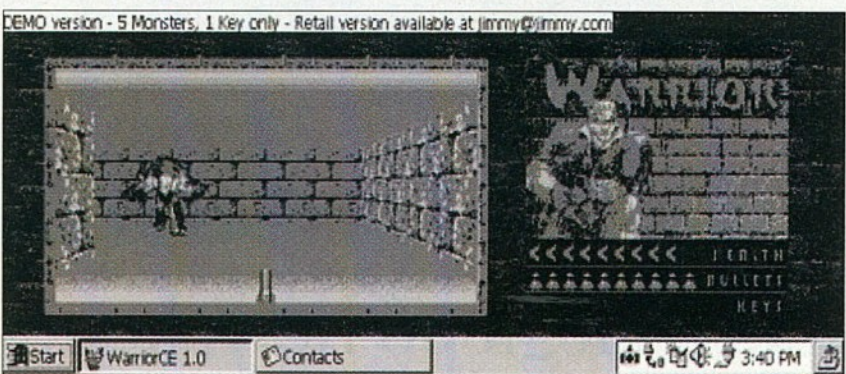 DEMO version - 5 Monsters, 1 Key only - Retail version available at jimmy@jimmy.com
WARRIOR
BULLETS
KEYS
Start
WarriorCE 1.0
Contacts
3:40 PM